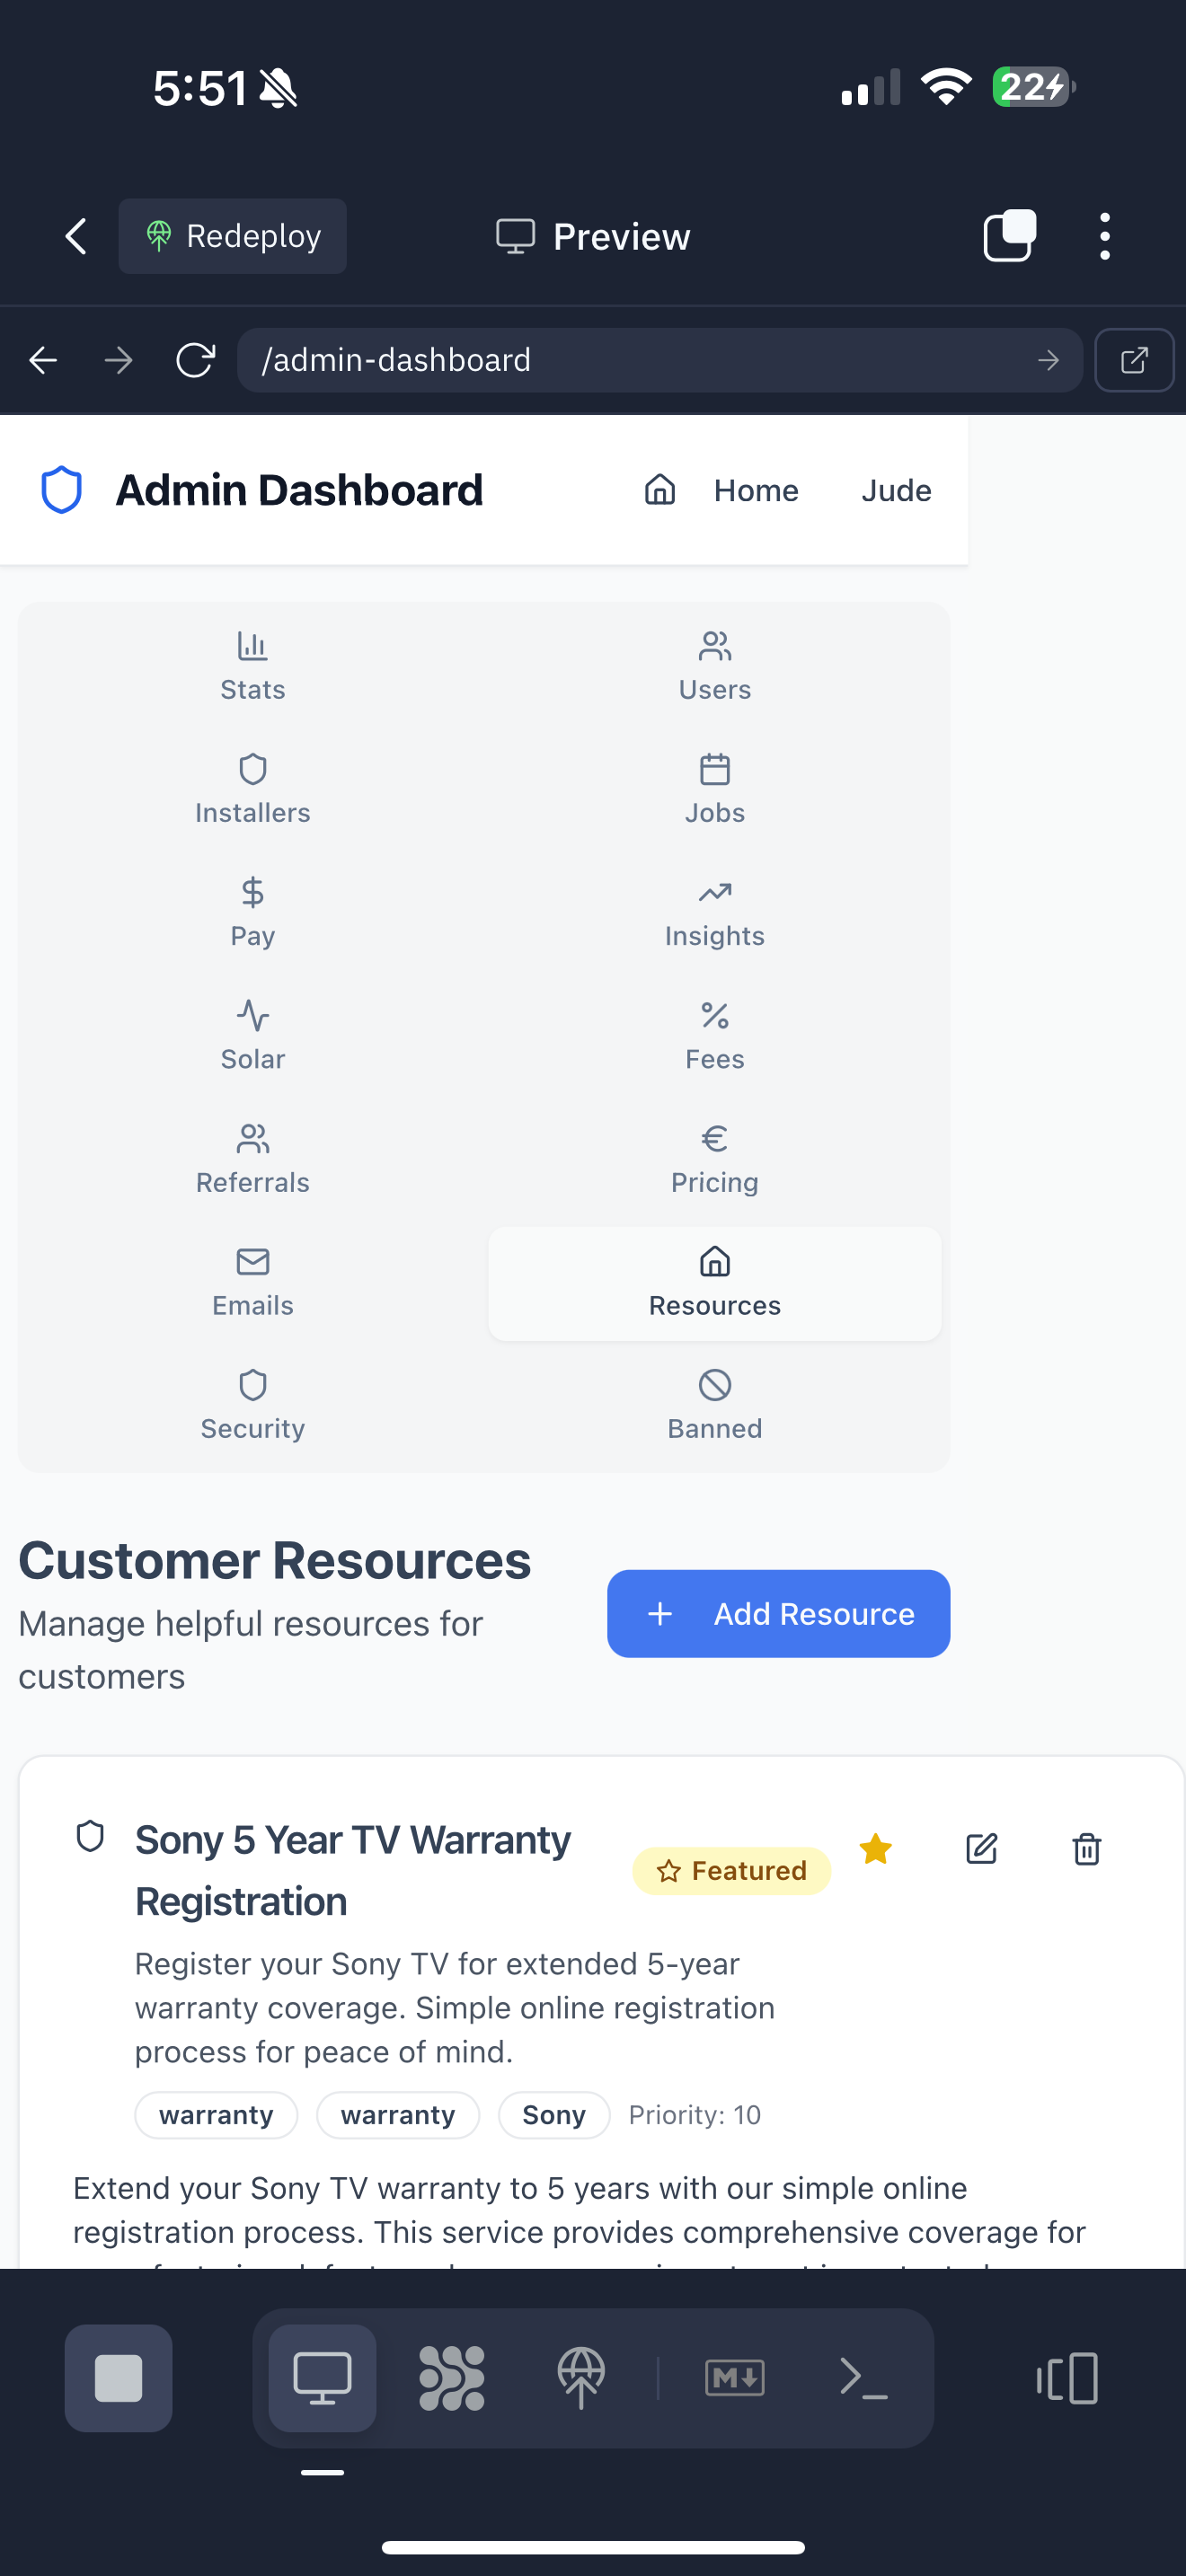 5:51
22
Redeploy
Preview
/admin-dashboard
Admin Dashboard
Home
Jude
Stats
Users
Installers
Jobs
Pay
Insights
Solar
Fees
Referrals
Pricing
Emails
Resources
Security
Banned
Customer Resources
Manage helpful resources for
customers
+ Add Resource
Sony 5 Year TV Warranty
Registration
Featured
Register your Sony TV for extended 5-year
warranty coverage. Simple online registration
process for peace of mind.
warranty
warranty
Sony
Priority: 10
Extend your Sony TV warranty to 5 years with our simple online
registration process. This service provides comprehensive coverage for
M